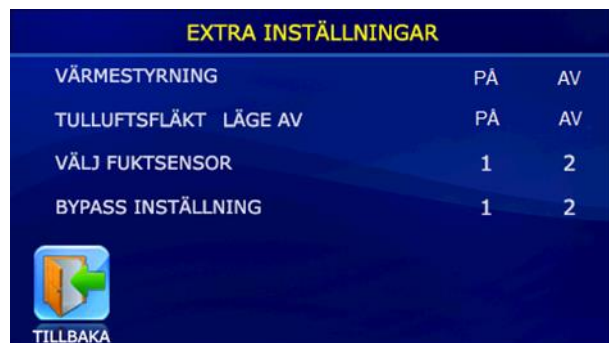 EXTRA INSTÄLLNINGAR
VÄRMESTYRNING PÅ AV
TULLUFTSFLÄKT LÄGE AV PÅ AV
VÄLJ FUKTSENSOR 1 2
BYPASS INSTÄLLNING 1 2
TILLBAKA